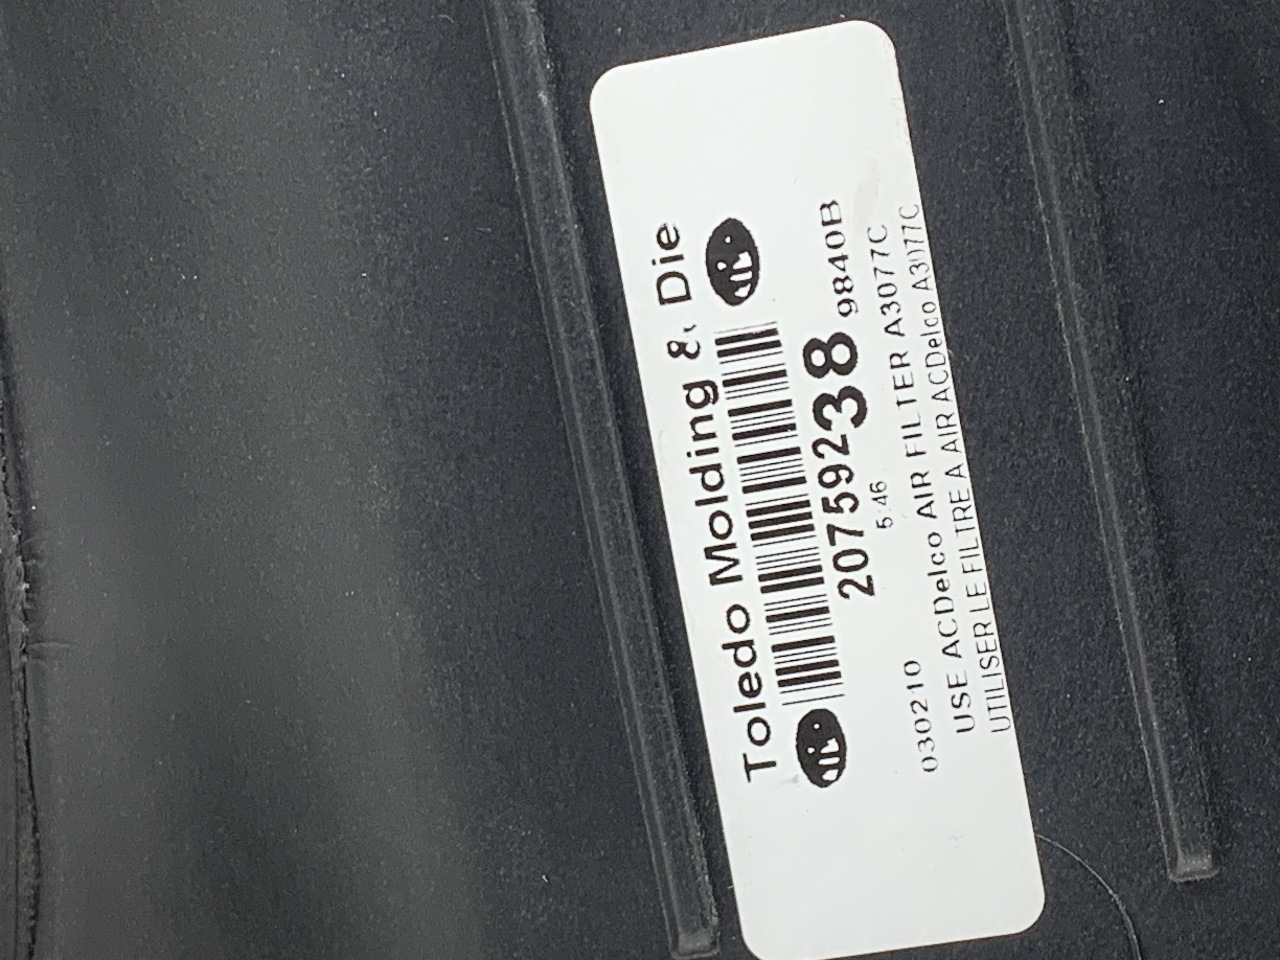 Toledo Molding & Die
20759238 9840B
5:46
030210
USE ACDelco AIR FILTER A3077C
UTILISER LE FILTRE A AIR ACDelco A3077C